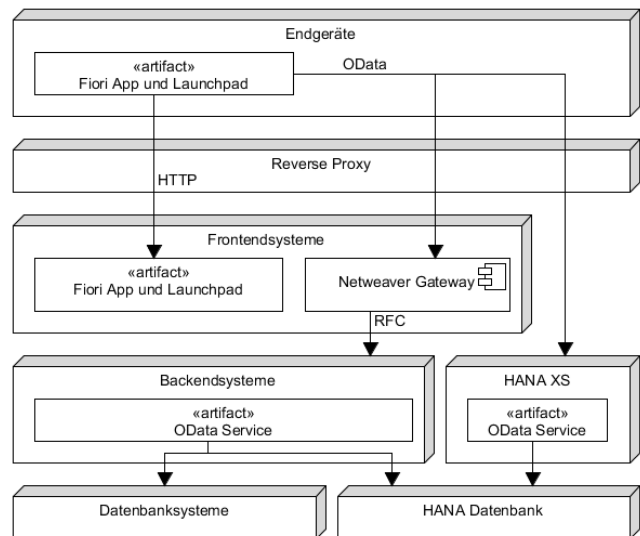 Endgeräte
«artifact»
Fiori App und Launchpad
OData
Reverse Proxy
HTTP
Frontendsysteme
«artifact»
Fiori App und Launchpad
Netweaver Gateway
RFC
Backendsysteme
«artifact»
OData Service
HANA XS
«artifact»
OData Service
Datenbanksysteme
HANA Datenbank